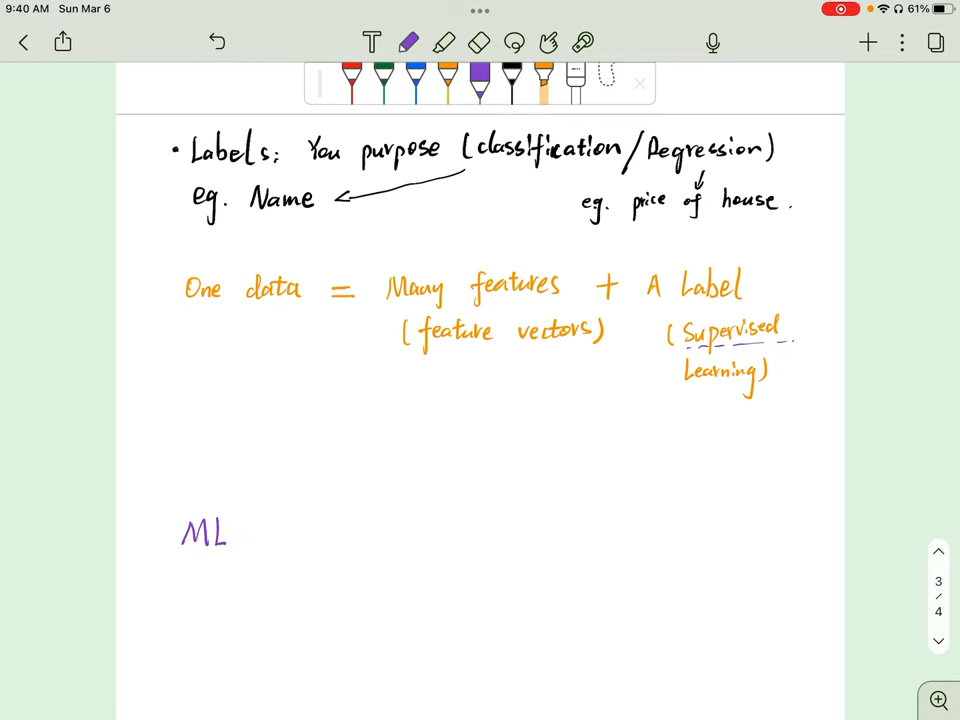 9:40 AM Sun Mar 6
61%
• Labels: You purpose (classification/Regression)
eg. Name
eg. price of house.
One data = Many features + A Label
(feature vectors) (Supervised
Learning)
ML
3
/
4